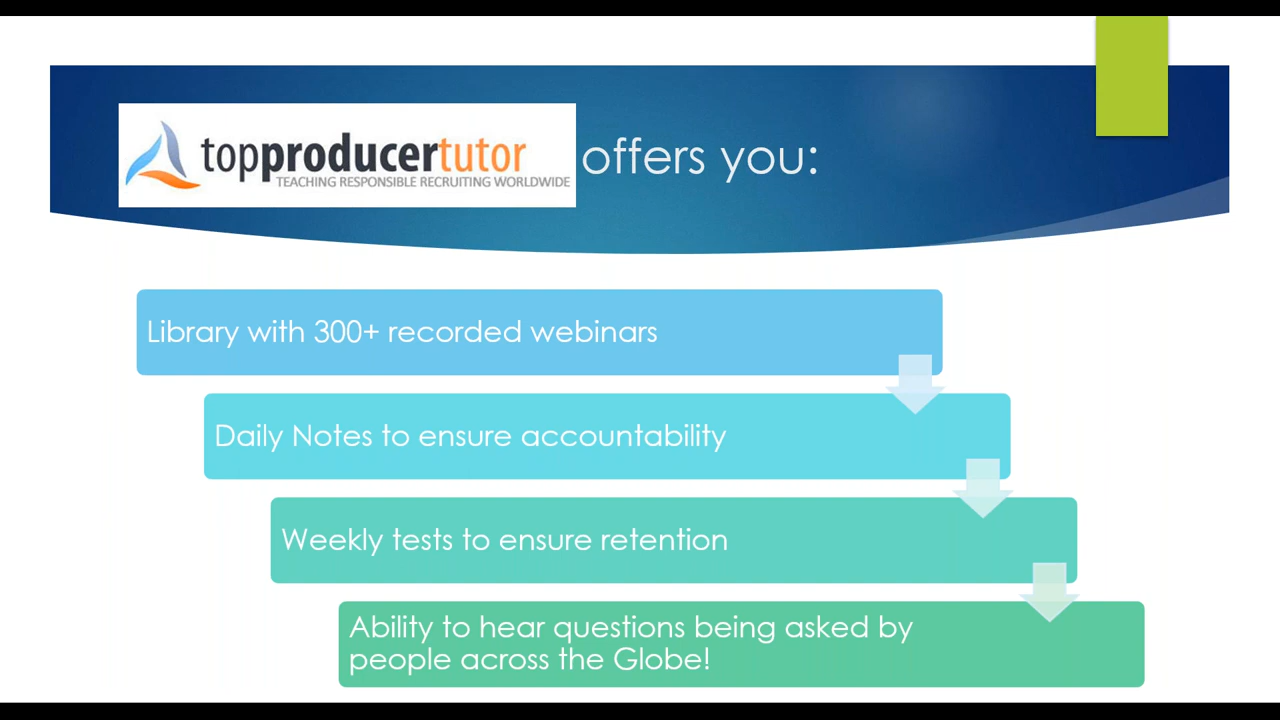 topproducertutor offers you:
TEACHING RESPONSIBLE RECRUITING WORLDWIDE
Library with 300+ recorded webinars
Daily Notes to ensure accountability
Weekly tests to ensure retention
Ability to hear questions being asked by
people across the Globe!